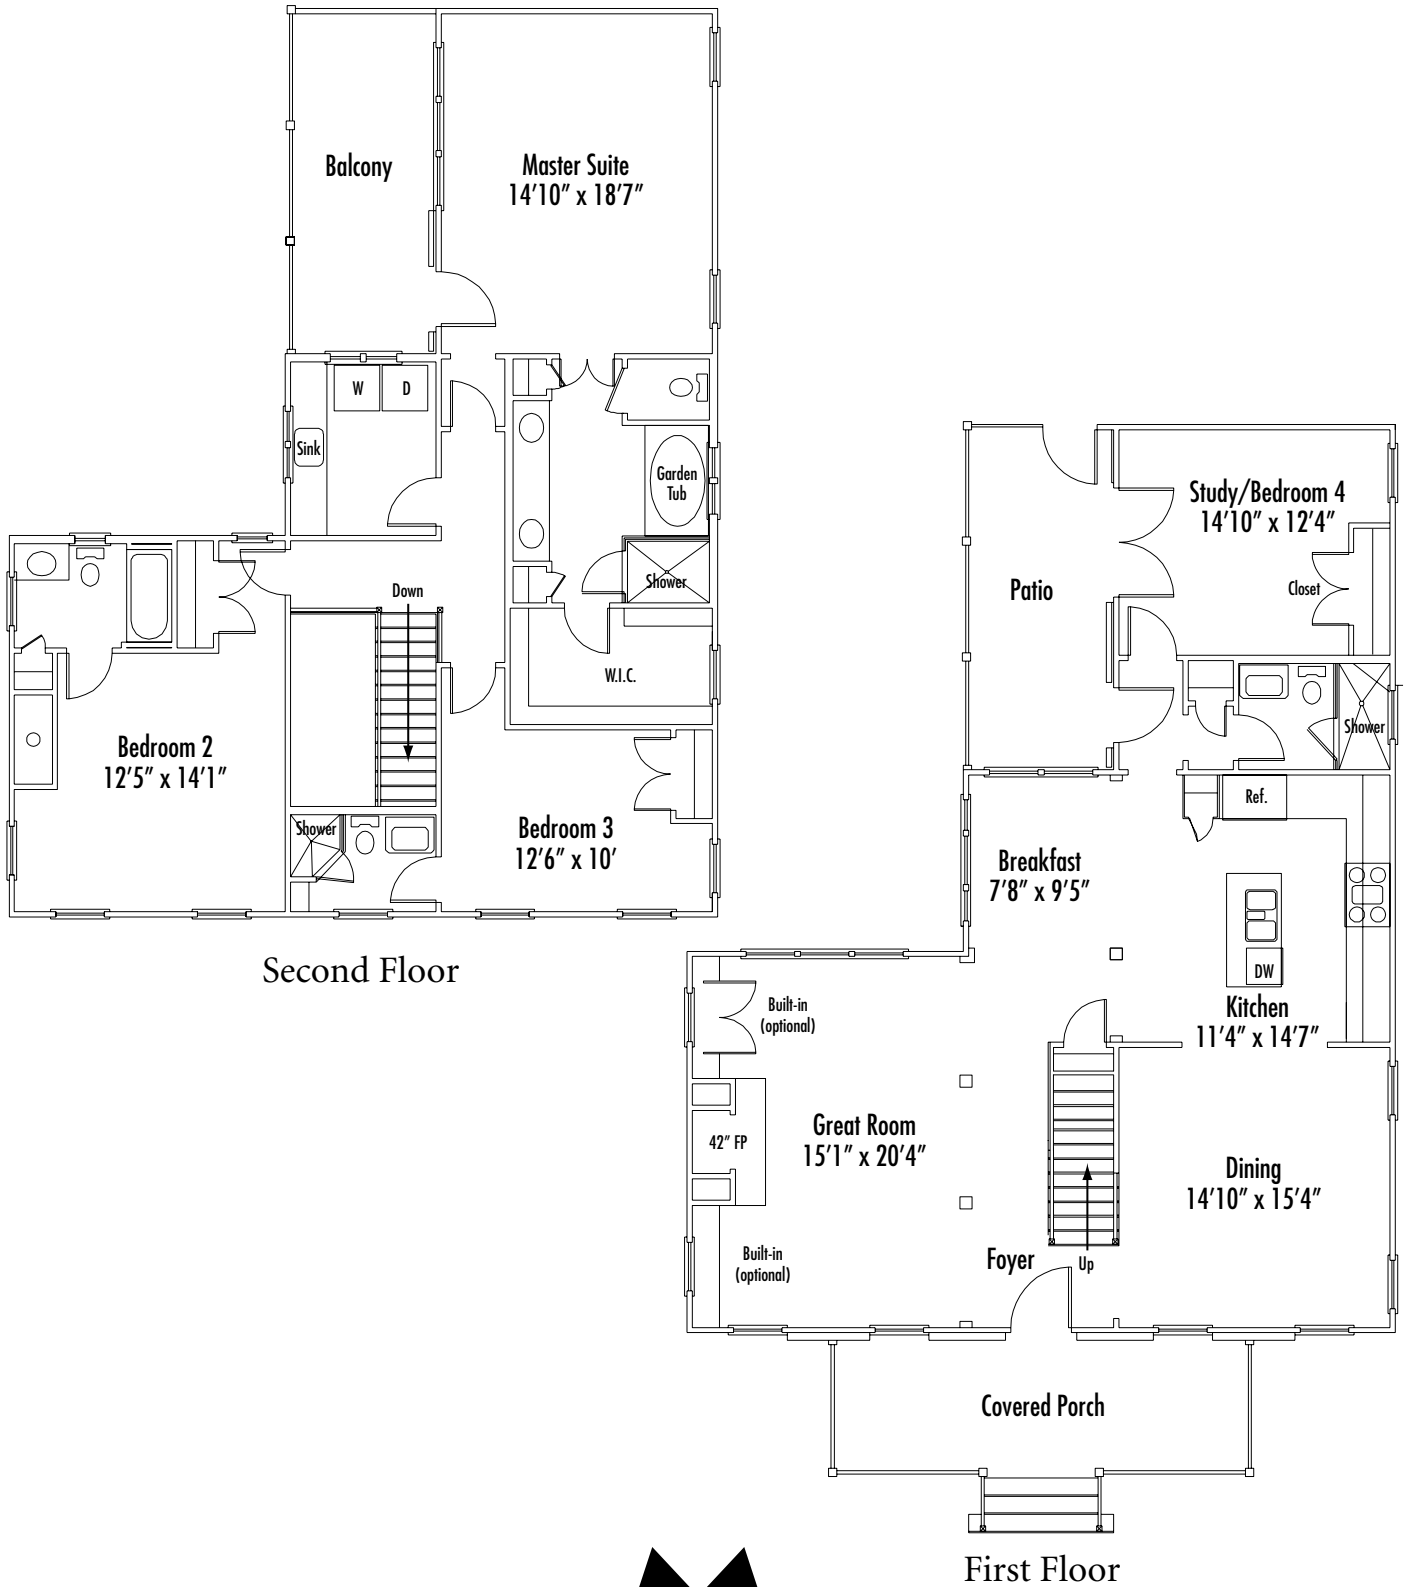 Balcony
Master Suite
14’10” x 18’7”
W
D
Sink
Garden
Tub
Shower
Down
W.I.C.
Bedroom 2
12’5” x 14’1”
Shower
Bedroom 3
12’6” x 10’
Second Floor
Study/Bedroom 4
14’10” x 12’4”
Patio
Closet
Shower
Ref.
Breakfast
7’8” x 9’5”
DW
Kitchen
11’4” x 14’7”
Built-in
(optional)
Great Room
15’1” x 20’4”
42” FP
Dining
14’10” x 15’4”
Built-in
(optional)
Foyer
Up
Covered Porch
First Floor